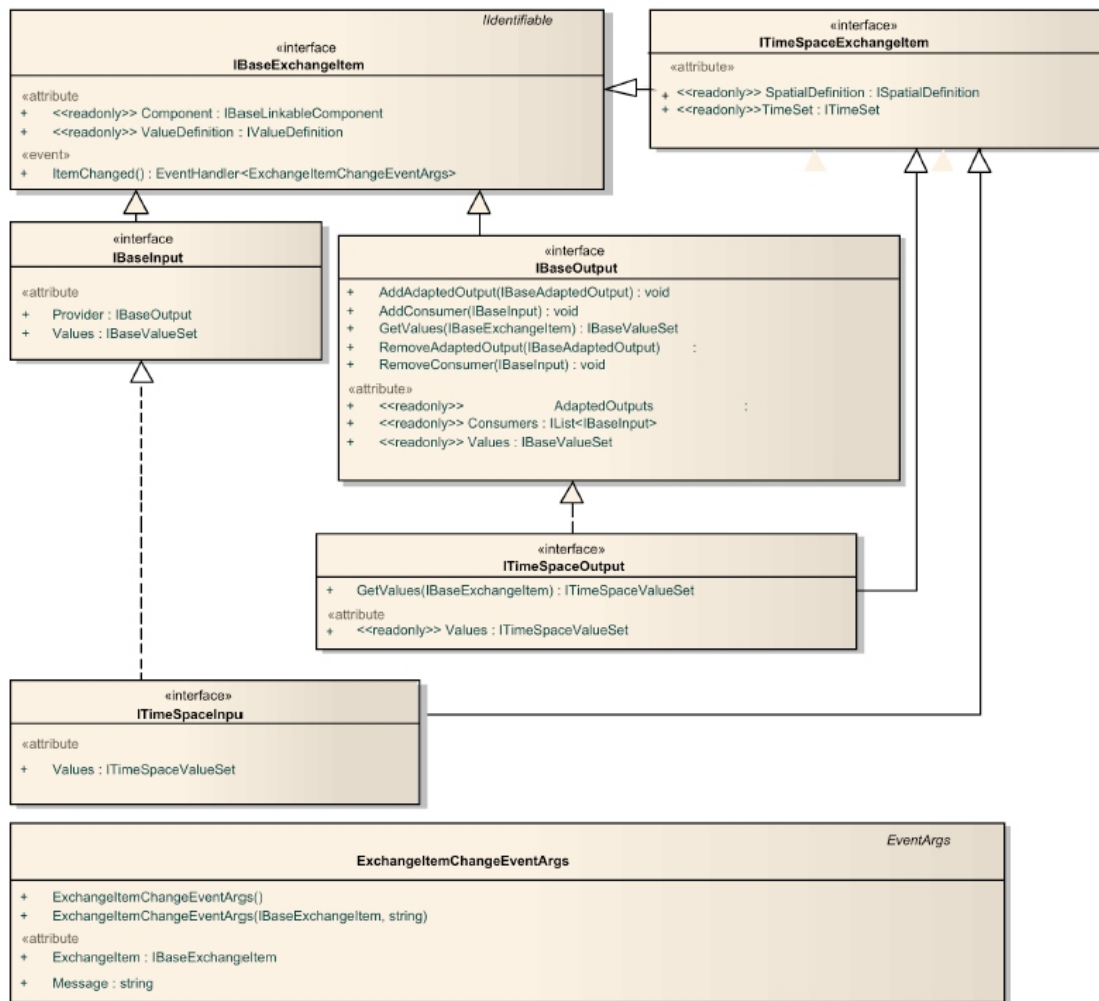 IIdentifiable
«interface
IBaseExchangeItem
«attribute
+ <<readonly>> Component : IBaseLinkableComponent
+ <<readonly>> ValueDefinition : IValueDefinition
«event»
+ ItemChanged() : EventHandler<ExchangeItemChangeEventArgs>
«interface
ITimeSpaceExchangeItem
«attribute»
+ <<readonly>> SpatialDefinition : ISpatialDefinition
+ <<readonly>>TimeSet : ITimeSet
«interface
IBaseInput
«attribute
+ Provider : IBaseOutput
+ Values : IBaseValueSet
«interface
IBaseOutput
+ AddAdaptedOutput(IBaseAdaptedOutput) : void
+ AddConsumer(IBaseInput) : void
+ GetValues(IBaseExchangeItem) : IBaseValueSet
+ RemoveAdaptedOutput(IBaseAdaptedOutput) :
+ RemoveConsumer(IBaseInput) : void
«attribute»
+ <<readonly>> AdaptedOutputs :
+ <<readonly>> Consumers : IList<IBaseInput>
+ <<readonly>> Values : IBaseValueSet
«interface»
ITimeSpaceOutput
+ GetValues(IBaseExchangeItem) : ITimeSpaceValueSet
«attribute
+ <<readonly>> Values : ITimeSpaceValueSet
«interface»
ITimeSpaceInpu
«attribute
+ Values : ITimeSpaceValueSet
EventArgs
ExchangeItemChangeEventArgs
+ ExchangeItemChangeEventArgs()
+ ExchangeItemChangeEventArgs(IBaseExchangeItem, string)
«attribute
+ ExchangeItem : IBaseExchangeItem
+ Message : string